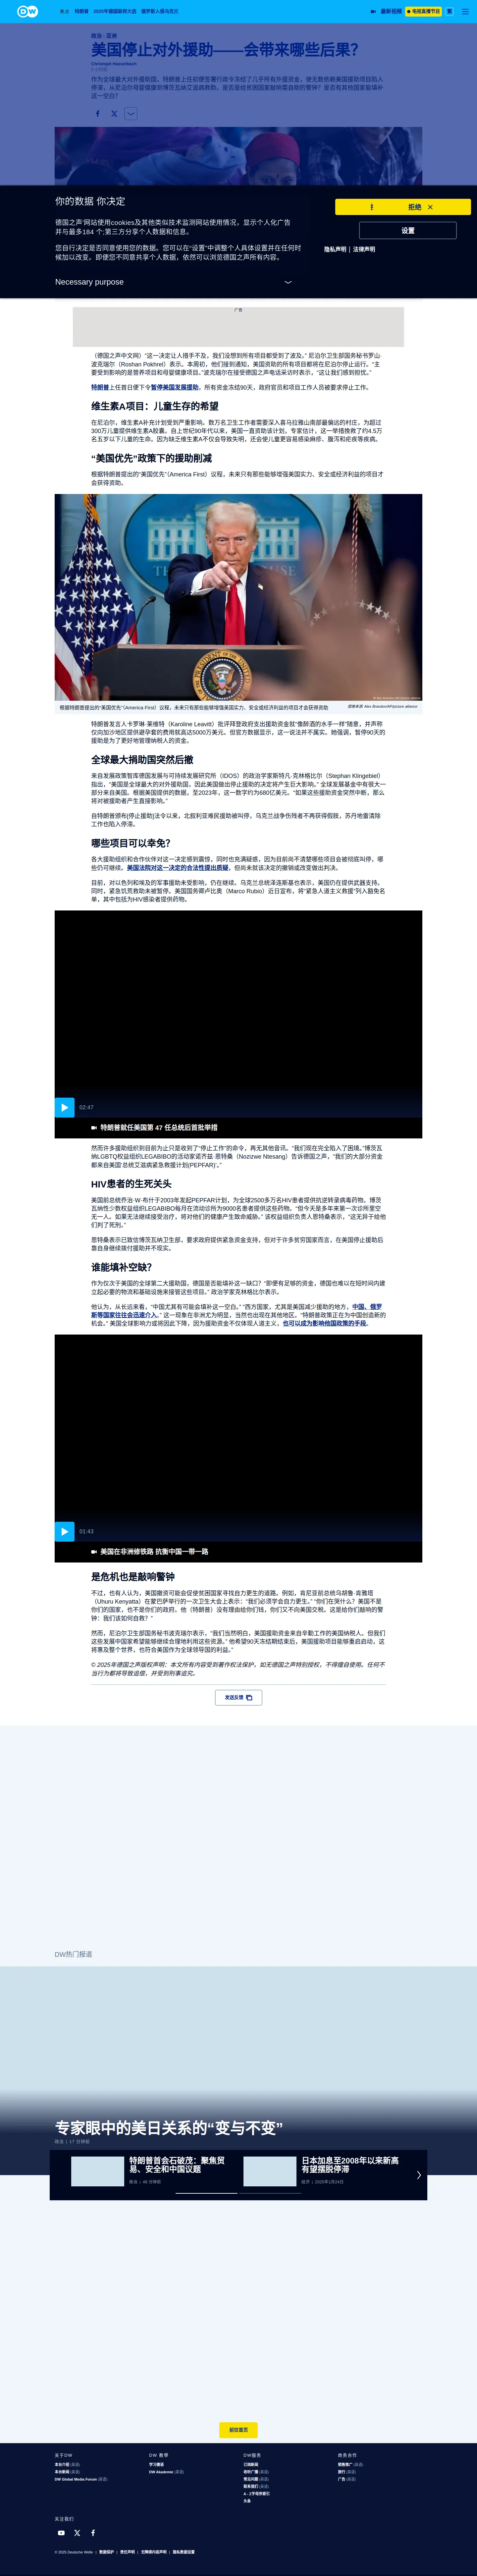 DW
焦点
特朗普
2025年德国联邦大选
俄罗斯入侵乌克兰
最新视频
电视直播节目
繁
政治 亚洲
美国停止对外援助——会带来哪些后果？
Christoph Hasselbach
作为全球最大对外援助国，特朗普上任初便签署行政令冻结了几乎所有外援资金，使无数依赖美国援助项目陷入停滞，从尼泊尔母婴健康到博茨瓦纳艾滋病救助，是否是给贫困国家敲响需自助的警钟？是否有其他国家能填补这一空白？
你的数据 你决定
德国之声'网站使用cookies及其他类似技术监测网站使用情况，显示个人化广告
并与最多184 个;第三方分享个人数据和信息。
您自行决定是否同意使用您的数据。您可以在“设置”中调整个人具体设置并在任何时
候加以改变。即便您不同意共享个人数据，依然可以浏览德国之声所有内容。
Necessary purpose
拒绝
设置
隐私声明 | 法律声明
广告
（德国之声中文网）“这一决定让人措手不及，我们没想到所有项目都受到了波及。” 尼泊尔卫生部国务秘书罗山·
波克瑞尔（Roshan Pokhrel）表示。本周初，他们接到通知，美国资助的所有项目都将在尼泊尔停止运行。“主
要受到影响的是营养项目和母婴健康项目。”波克瑞尔在接受德国之声电话采访时表示，“这让我们感到担忧。”
特朗普上任首日便下令暂停美国发展援助，所有资金冻结90天，政府官员和项目工作人员被要求停止工作。
维生素A项目：儿童生存的希望
在尼泊尔，维生素A补充计划受到严重影响。数万名卫生工作者需要深入喜马拉雅山南部最偏远的村庄，为超过
300万儿童提供维生素A胶囊。自上世纪80年代以来，美国一直资助该计划，专家估计，这一举措挽救了约4.5万
名五岁以下儿童的生命。因为缺乏维生素A不仅会导致失明，还会使儿童更容易感染麻疹、腹泻和疟疾等疾病。
“美国优先”政策下的援助削减
根据特朗普提出的“美国优先”（America First）议程，未来只有那些能够增强美国实力、安全或经济利益的项目才
会获得资助。
根据特朗普提出的“美国优先”（America First）议程，未来只有那些能够增强美国实力、安全或经济利益的项目才会获得资助
图像来源: Alex Brandon/AP/picture alliance
特朗普发言人卡罗琳·莱维特（Karoline Leavitt）批评拜登政府支出援助资金就“像醉酒的水手一样”随意，并声称
仅向加沙地区提供避孕套的费用就高达5000万美元。但官方数据显示，这一说法并不属实。她强调，暂停90天的
援助是为了更好地管理纳税人的资金。
全球最大捐助国突然后撤
来自发展政策智库德国发展与可持续发展研究所（IDOS）的政治学家斯特凡·克林格比尔（Stephan Klingebiel）
指出，“美国是全球最大的对外援助国，因此美国做出停止援助的决定将产生巨大影响。” 全球发展基金中有很大一
部分来自美国。根据美国提供的数据，至2023年，这一数字约为680亿美元。“如果这些援助资金突然中断，那么
将对被援助者产生直接影响。”
自特朗普颁布[停止援助]法令以来，北叙利亚难民援助被叫停，乌克兰战争伤残者不再获得假肢，苏丹地雷清除
工作也陷入停滞。
哪些项目可以幸免？
各大援助组织和合作伙伴对这一决定感到震惊，同时也充满疑惑，因为目前尚不清楚哪些项目会被彻底叫停，哪
些仍可继续。美国法院对这一决定的合法性提出质疑，但尚未就该决定的撤销或改变做出判决。
目前，对以色列和埃及的军事援助未受影响，仍在继续。乌克兰总统泽连斯基也表示，美国仍在提供武器支持。
同时，紧急饥荒救助未被暂停。美国国务卿卢比奥（Marco Rubio）近日宣布，将“紧急人道主义救援”列入豁免名
单，其中包括为HIV感染者提供药物。
02:47
特朗普就任美国第 47 任总统后首批举措
然而许多援助组织到目前为止只是收到了“停止工作”的命令，再无其他音讯。“我们现在完全陷入了困境。”博茨瓦
纳LGBTQ权益组织LEGABIBO的活动家诺齐兹·恩特桑（Nozizwe Ntesang）告诉德国之声，“我们的大部分资金
都来自美国‘总统艾滋病紧急救援计划(PEPFAR)’。”
HIV患者的生死关头
美国前总统乔治·W·布什于2003年发起PEPFAR计划，为全球2500多万名HIV患者提供抗逆转录病毒药物。博茨
瓦纳性少数权益组织LEGABIBO每月在流动诊所为9000名患者提供这些药物。“但今天是多年来第一次诊所里空
无一人。如果无法继续接受治疗，将对他们的健康产生致命威胁。” 该权益组织负责人恩特桑表示，“这无异于给他
们判了死刑。”
恩特桑表示已致信博茨瓦纳卫生部，要求政府提供紧急资金支持，但对于许多贫穷国家而言，在美国停止援助后
靠自身继续拨付援助并不现实。
谁能填补空缺？
作为仅次于美国的全球第二大援助国，德国是否能填补这一缺口？“即便有足够的资金，德国也难以在短时间内建
立起必要的物流和基础设施来接管这些项目。” 政治学家克林格比尔表示。
他认为，从长远来看，“中国尤其有可能会填补这一空白。” “西方国家，尤其是美国减少援助的地方，中国、俄罗
斯等国家往往会迅速介入。” 这一现象在非洲尤为明显，当然也出现在其他地区。“特朗普政策正在为中国创造新的
机会。” 美国全球影响力或将因此下降，因为援助资金不仅体现人道主义，也可以成为影响他国政策的手段。
01:43
美国在非洲修铁路 抗衡中国一带一路
是危机也是敲响警钟
不过，也有人认为，美国撤资可能会促使贫困国家寻找自力更生的道路。例如，肯尼亚前总统乌胡鲁·肯雅塔
（Uhuru Kenyatta）在蒙巴萨举行的一次卫生大会上表示：“我们必须学会自力更生。” “你们在哭什么？美国不是
你们的国家，也不是你们的政府。他（特朗普）没有理由给你们钱，你们又不向美国交税。这是给你们敲响的警
钟：我们该如何自救？”
然而，尼泊尔卫生部国务秘书波克瑞尔表示，“我们当然明白，美国援助资金来自辛勤工作的美国纳税人。但我们
这些发展中国家希望能够继续合理地利用这些资源。” 他希望90天冻结期结束后，美国援助项目能够重启启动，这
将惠及整个世界，也符合美国作为全球领导国的利益。”
© 2025年德国之声版权声明：本文所有内容受到著作权法保护，如无德国之声特别授权，不得擅自使用。任何不
当行为都将导致追偿，并受到刑事追究。
发送反馈
DW热门报道
专家眼中的美日关系的“变与不变”
政治 | 17 分钟前
特朗普首会石破茂：聚焦贸
易、安全和中国议题
政治 | 46 分钟前
日本加息至2008年以来新高
有望摆脱停滞
经济 | 2025年1月24日
前往首页
关于DW
本台介绍 (英语)
本台新闻 (英语)
DW Global Media Forum (英语)
DW 教學
学习德语
DW Akademie (英语)
DW服务
订阅新闻
收听广播 (英语)
常见问题 (英语)
联系我们 (英语)
A - Z字母排索引
头条
商务合作
销售推广 (英语)
旅行 (英语)
广告 (英语)
关注我们
© 2025 Deutsche Welle | 数据保护 | 责任声明 | 无障碍内容声明 | 隐私数据设置